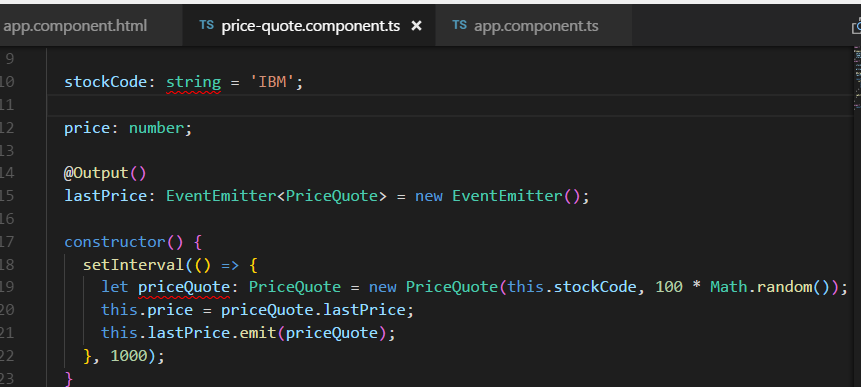 app.component.html TS price-quote.component.ts × TS app.component.ts
9
10 stockCode: string = 'IBM';
11
12 price: number;
13
14 @Output()
15 lastPrice: EventEmitter<PriceQuote> = new EventEmitter();
16
17 constructor() {
18 setInterval(() => {
19 let priceQuote: PriceQuote = new PriceQuote(this.stockCode, 100 * Math.random());
20 this.price = priceQuote.lastPrice;
21 this.lastPrice.emit(priceQuote);
22 }, 1000);
23 }